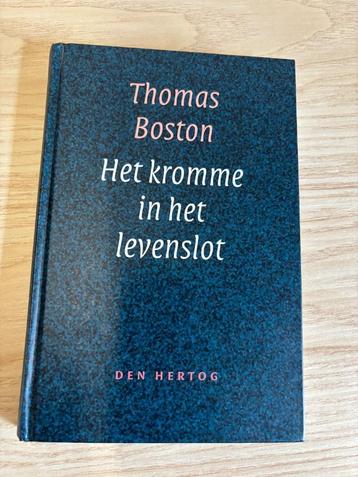 Thomas
Boston
Het kromme
in het
levenslot
DEN HERTOG